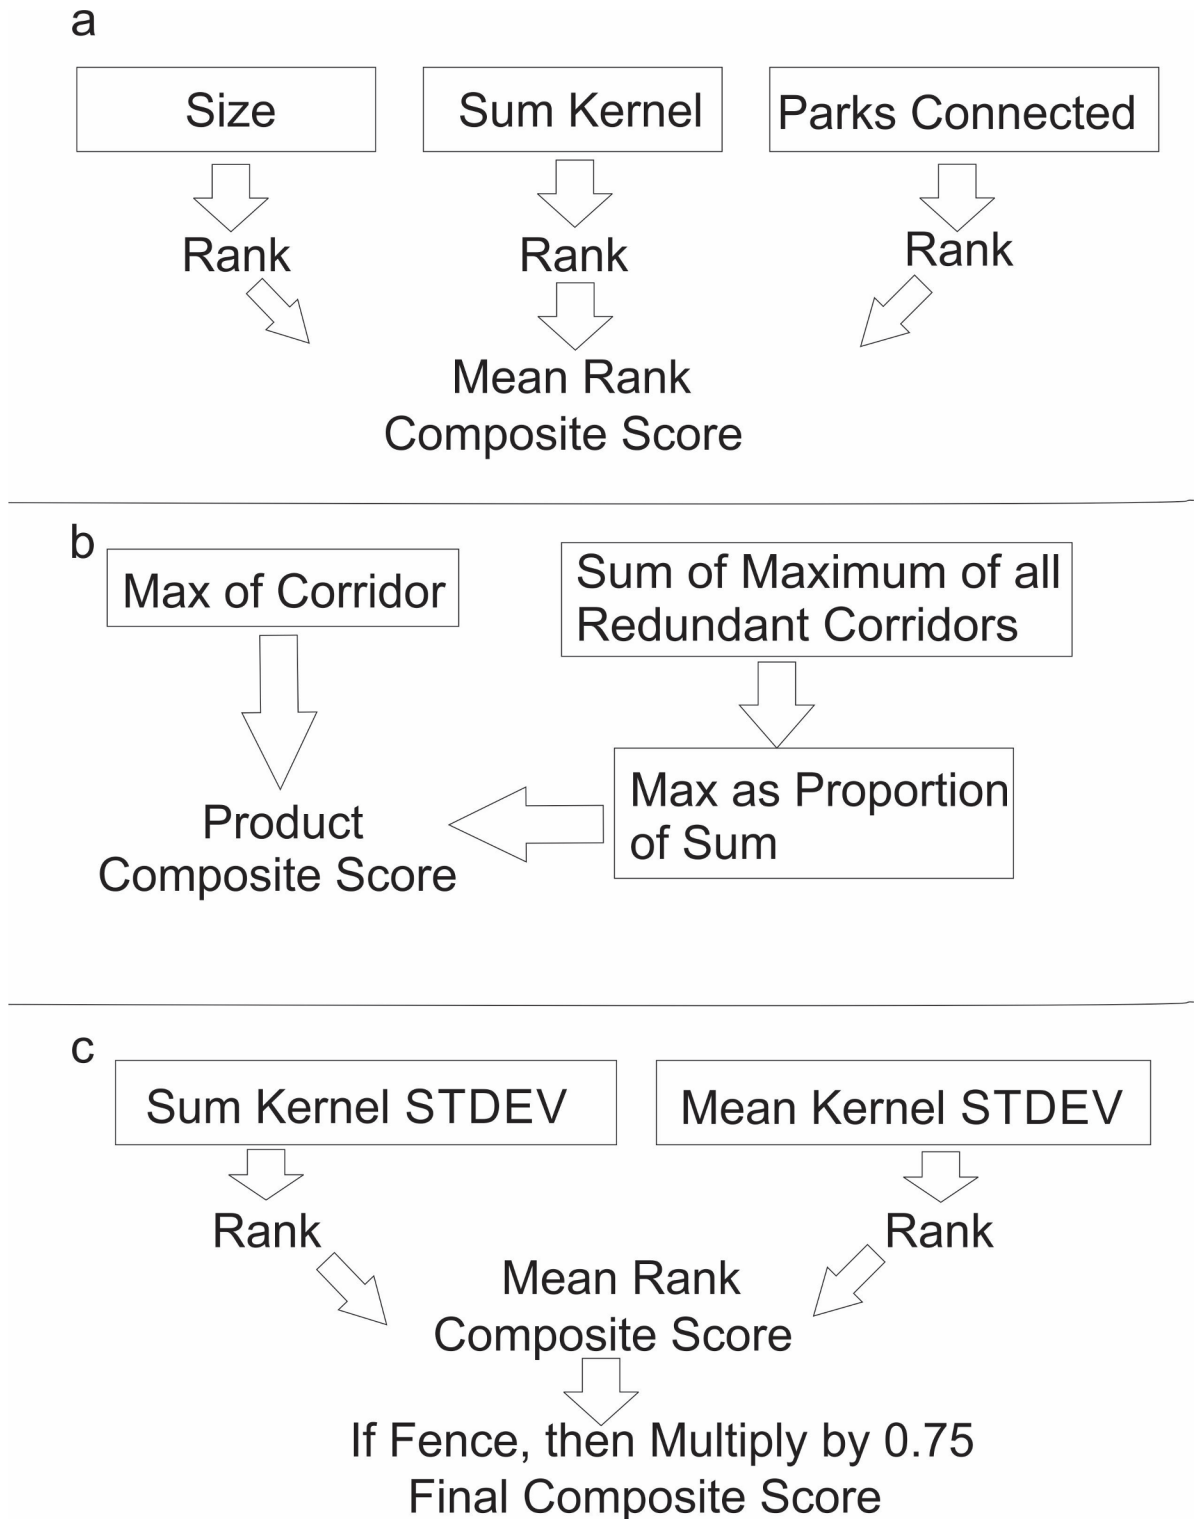 a
Size
Sum Kernel
Parks Connected
Rank
Rank
Rank
Mean Rank
Composite Score
b
Max of Corridor
Sum of Maximum of all
Redundant Corridors
Max as Proportion
of Sum
Product
Composite Score
c
Sum Kernel STDEV
Mean Kernel STDEV
Rank
Rank
Mean Rank
Composite Score
If Fence, then Multiply by 0.75
Final Composite Score